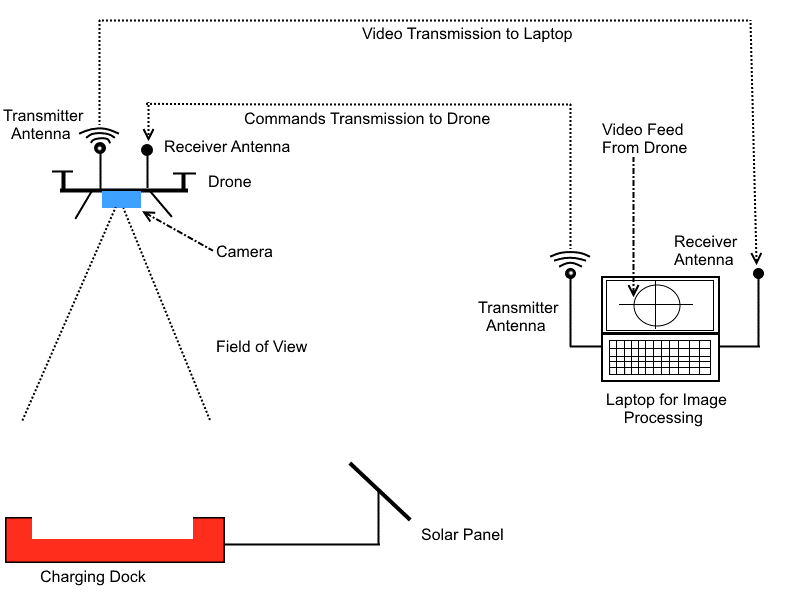 Video Transmission to Laptop
Transmitter
Antenna
Commands Transmission to Drone
Receiver Antenna
Video Feed
From Drone
Drone
Camera
Receiver
Antenna
Transmitter
Antenna
Field of View
Laptop for Image
Processing
Solar Panel
Charging Dock